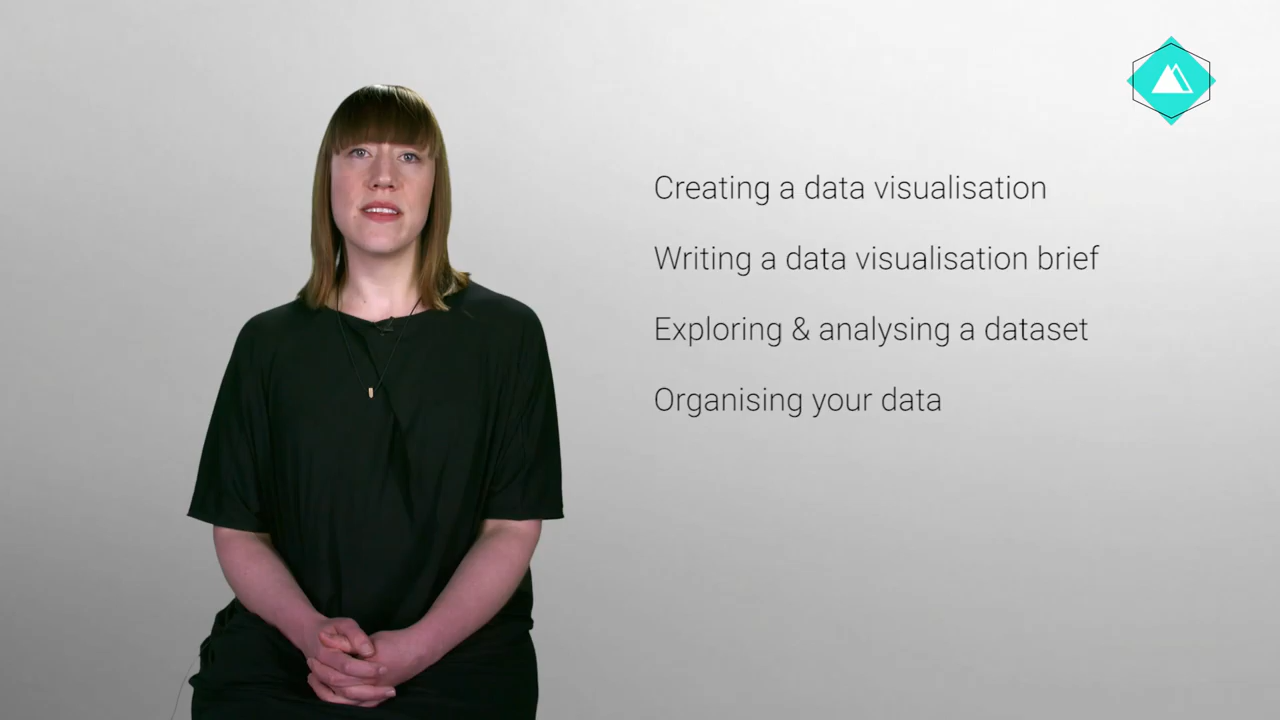 Creating a data visualisation
Writing a data visualisation brief
Exploring & analysing a dataset
Organising your data